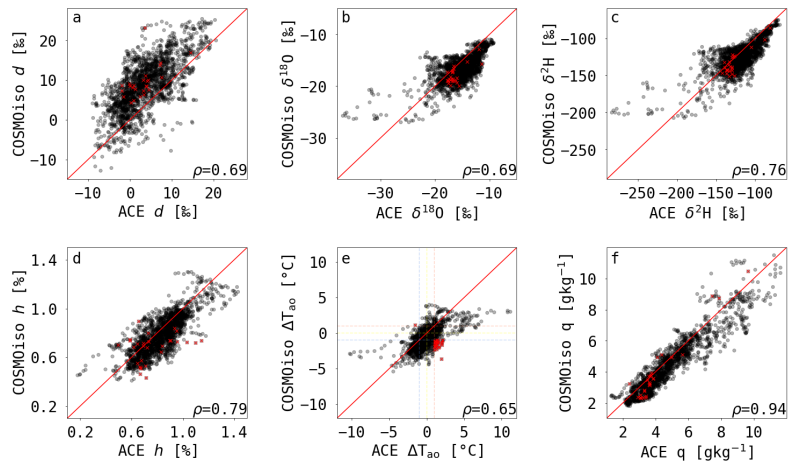 a
20
10
0
−10
−10
0
10
20
ρ=0.69
COSMOiso d [‰]
ACE d [‰]
b
−10
−20
−30
−30
−20
−10
ρ=0.69
COSMOiso δ¹⁸O [‰]
ACE δ¹⁸O [‰]
c
−100
−150
−200
−250
−250
−200
−150
−100
ρ=0.76
COSMOiso δ²H [‰]
ACE δ²H [‰]
d
1.4
1.0
0.6
0.2
0.2
0.6
1.0
1.4
ρ=0.79
COSMOiso h [%]
ACE h [%]
e
10
5
0
−5
−10
−10
−5
0
5
10
ρ=0.65
COSMOiso ΔTₐₒ [°C]
ACE ΔTₐₒ [°C]
f
10
8
6
4
2
2
4
6
8
10
ρ=0.94
COSMOiso q [gkg⁻¹]
ACE q [gkg⁻¹]